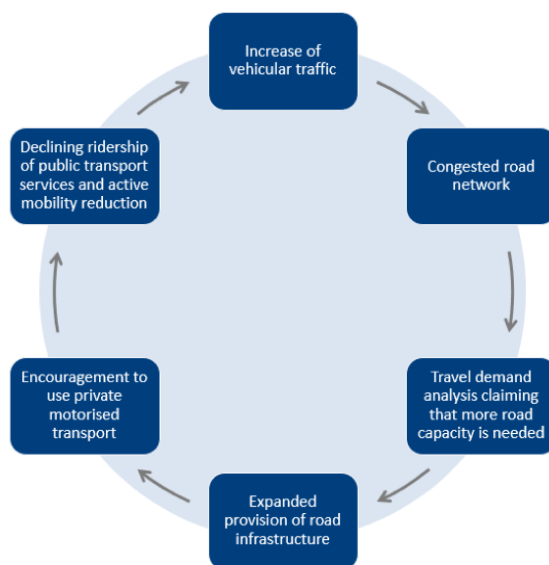 Increase of
vehicular traffic
Congested road
network
Travel demand
analysis claiming
that more road
capacity is needed
Expanded
provision of road
infrastructure
Encouragement to
use private
motorised
transport
Declining ridership
of public transport
services and active
mobility reduction